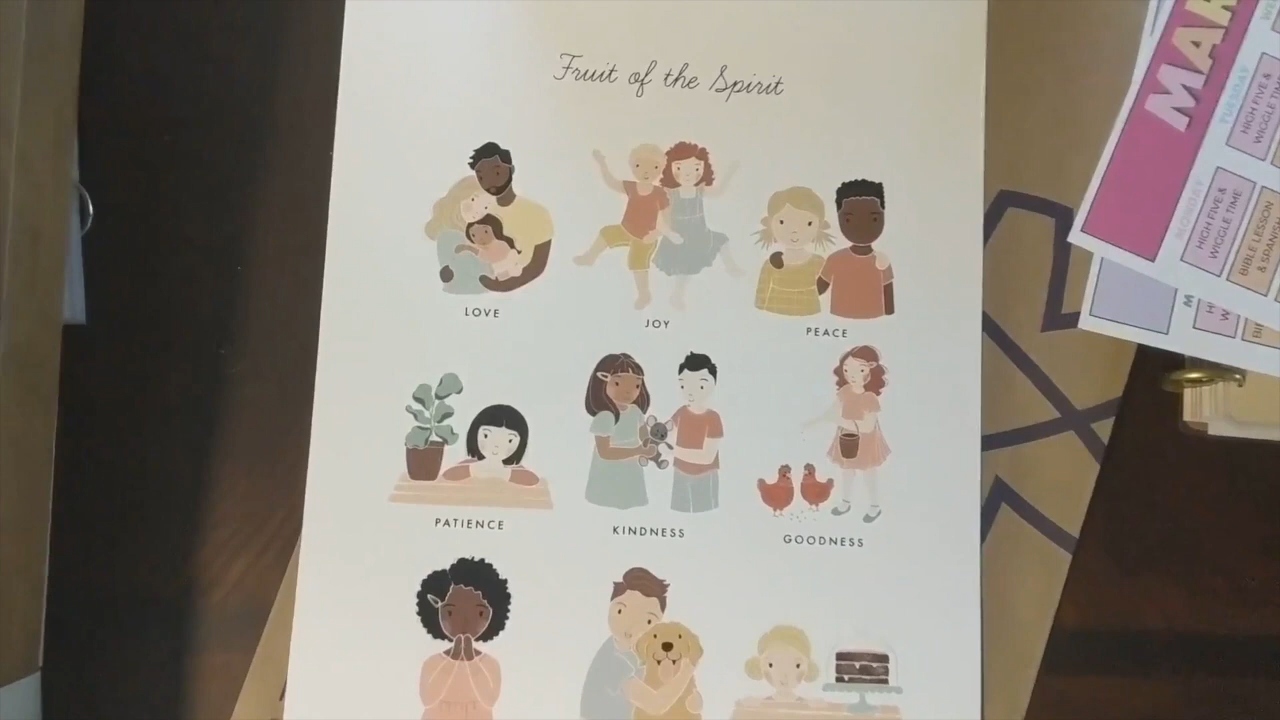 Fruit of the Spirit
LOVE
JOY
PEACE
PATIENCE
KINDNESS
GOODNESS
TUESDAY
HIGH FIVE &
WIGGLE TIME
MONDAY
HIGH FIVE &
WIGGLE TIME
BIBLE LESSON